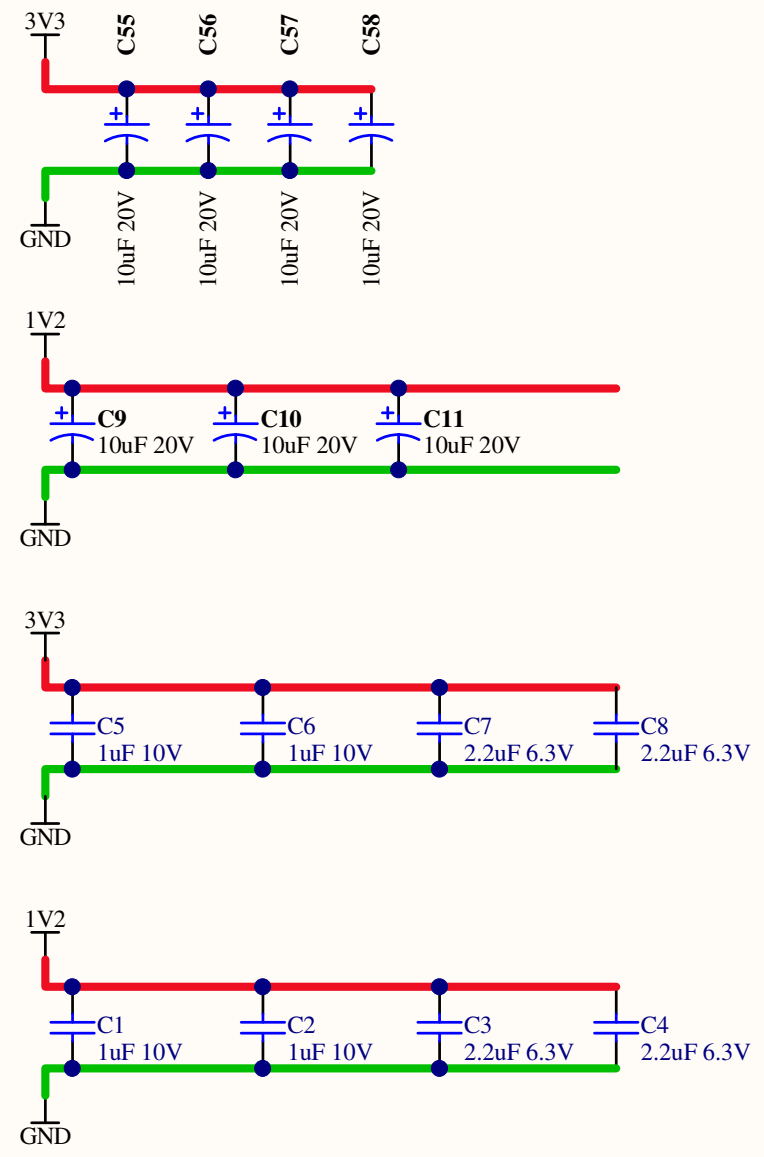 3V3
C55
C56
C57
C58
+
+
+
+
10uF 20V
10uF 20V
10uF 20V
10uF 20V
GND
1V2
+
C9
10uF 20V
+
C10
10uF 20V
+
C11
10uF 20V
GND
3V3
C5
1uF 10V
C6
1uF 10V
C7
2.2uF 6.3V
C8
2.2uF 6.3V
GND
1V2
C1
1uF 10V
C2
1uF 10V
C3
2.2uF 6.3V
C4
2.2uF 6.3V
GND